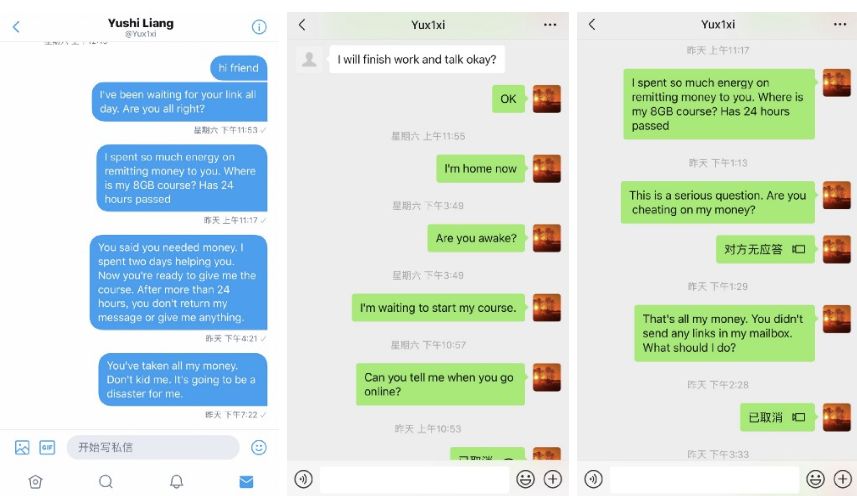 Yushi Liang
@Yux1xi
hi friend
I've been waiting for your link all
day. Are you all right?
星期六 下午11:53
I spent so much energy on
remitting money to you. Where
is my 8GB course? Has 24
hours passed
昨天 上午11:17
You said you needed money. I
spent two days helping you.
Now you're ready to give me the
course. After more than 24
hours, you don't return my
message or give me anything.
昨天 下午4:21
You've taken all my money.
Don't kid me. It's going to be a
disaster for me.
昨天 下午7:22
GIF
开始写私信
Yux1xi
I will finish work and talk okay?
OK
星期六 上午11:55
I'm home now
星期六 下午3:49
Are you awake?
星期六 下午3:49
I'm waiting to start my course.
星期六 下午10:57
Can you tell me when you go
online?
昨天 上午10:53
已取消
Yux1xi
昨天 上午11:17
I spent so much energy on
remitting money to you. Where is
my 8GB course? Has 24 hours
passed
昨天 下午1:13
This is a serious question. Are you
cheating on my money?
对方无应答
昨天 下午1:29
That's all my money. You didn't
send any links in my mailbox.
What should I do?
昨天 下午2:28
已取消
昨天 下午3:33